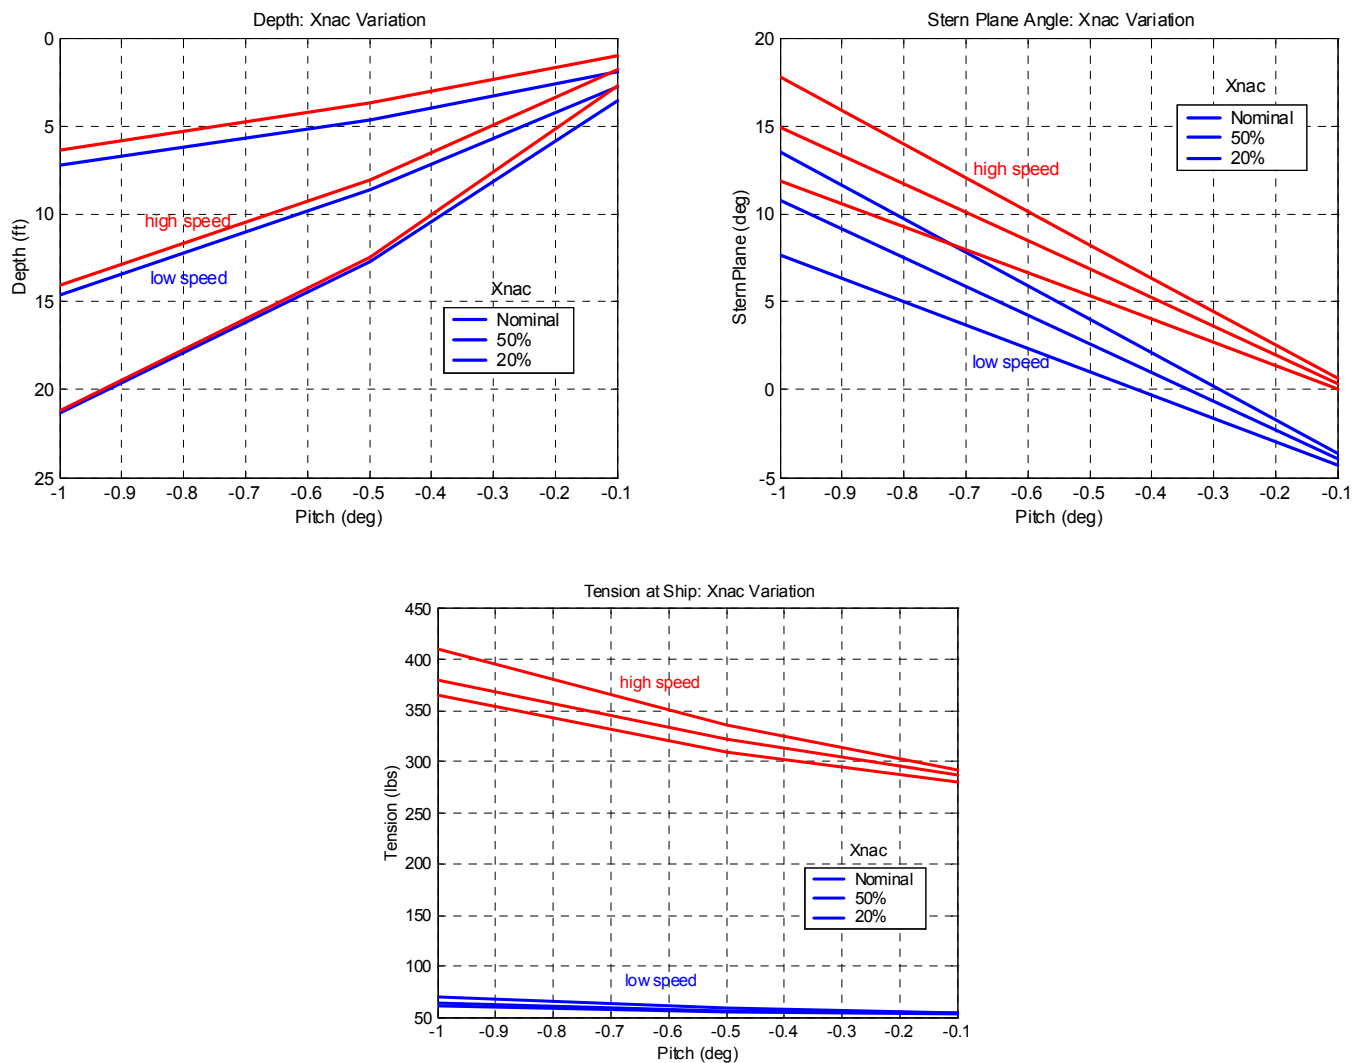 Depth: Xnac Variation
0
5
10
15
20
25
Depth (ft)
high speed
low speed
Xnac
Nominal
50%
20%
-1 -0.9 -0.8 -0.7 -0.6 -0.5 -0.4 -0.3 -0.2 -0.1
Pitch (deg)
Stern Plane Angle: Xnac Variation
20
15
10
5
0
-5
Stern Plane (deg)
Xnac
Nominal
50%
20%
high speed
low speed
-1 -0.9 -0.8 -0.7 -0.6 -0.5 -0.4 -0.3 -0.2 -0.1
Pitch (deg)
Tension at Ship: Xnac Variation
450
400
350
300
250
200
150
100
50
Tension (lbs)
high speed
Xnac
Nominal
50%
20%
low speed
-1 -0.9 -0.8 -0.7 -0.6 -0.5 -0.4 -0.3 -0.2 -0.1
Pitch (deg)